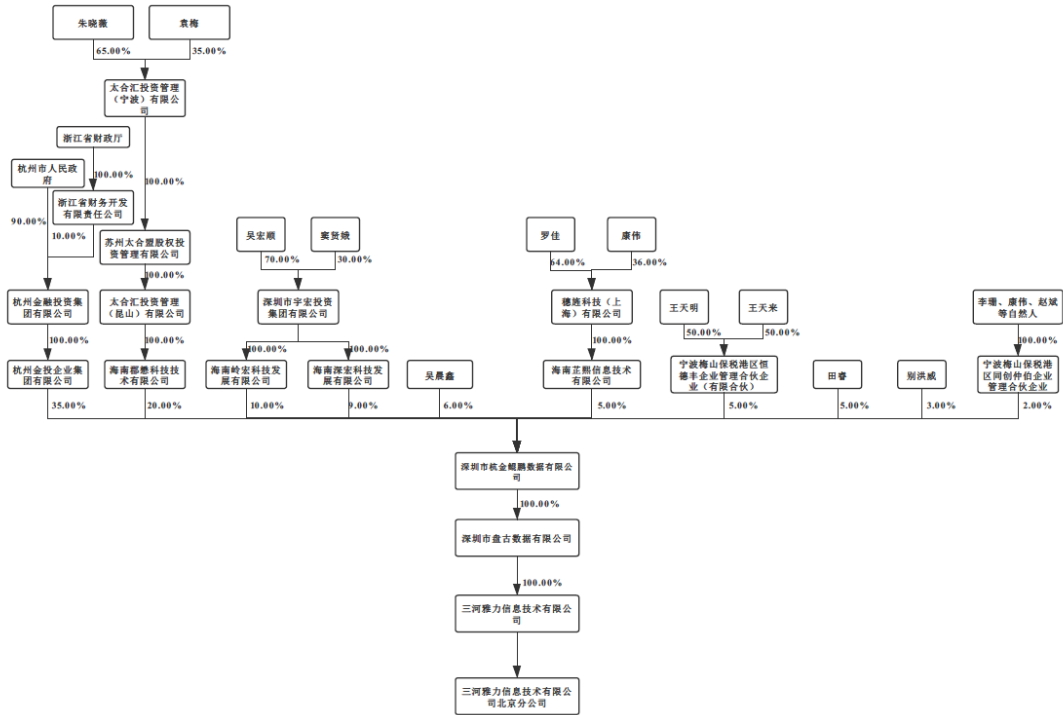 朱晓薇
袁梅
65.00%
35.00%
太合汇投资管理
（宁波）有限公
司
浙江省财政厅
杭州市人民政
府
100.00%
100.00%
浙江省财务开发
有限责任公司
90.00%
10.00%
苏州太合盟股权投
资管理有限公司
吴宏顺
窦贤娥
罗佳
康伟
100.00%
70.00%
30.00%
64.00%
36.00%
杭州金融投资集
团有限公司
太合汇投资管理
（昆山）有限公司
深圳市宇宏投资
集团有限公司
穗旌科技（上
海）有限公司
王天明
王天来
李珊、康伟、赵斌
等自然人
100.00%
100.00%
100.00%
100.00%
100.00%
50.00%
50.00%
100.00%
杭州金投企业集
团有限公司
海南郡懋科技技
术有限公司
海南岭宏科技发
展有限公司
海南深宏科技发
展有限公司
吴晨鑫
海南芷熙信息技术
有限公司
宁波梅山保税港区恒
德丰企业管理合伙企
业（有限合伙）
田睿
别洪威
宁波梅山保税港
区同创仲伯企业
管理合伙企业
35.00%
20.00%
10.00%
9.00%
6.00%
5.00%
5.00%
5.00%
3.00%
2.00%
深圳市杭金鲲鹏数据有限公
司
100.00%
深圳市盘古数据有限公司
100.00%
三河雅力信息技术有限公
司
三河雅力信息技术有限公
司北京分公司